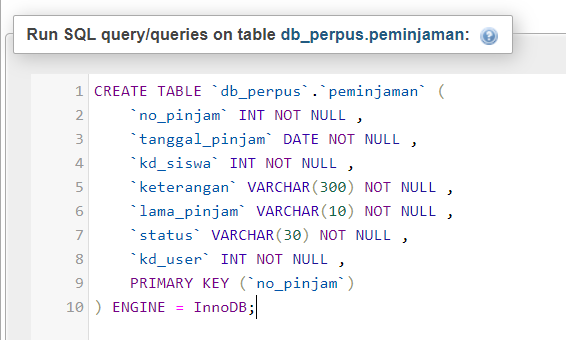 Run SQL query/queries on table db_perpus.peminjaman:
1 CREATE TABLE `db_perpus`.`peminjaman` (
2 `no_pinjam` INT NOT NULL ,
3 `tanggal_pinjam` DATE NOT NULL ,
4 `kd_siswa` INT NOT NULL ,
5 `keterangan` VARCHAR(300) NOT NULL ,
6 `lama_pinjam` VARCHAR(10) NOT NULL ,
7 `status` VARCHAR(30) NOT NULL ,
8 `kd_user` INT NOT NULL ,
9 PRIMARY KEY (`no_pinjam`)
10 ) ENGINE = InnoDB;